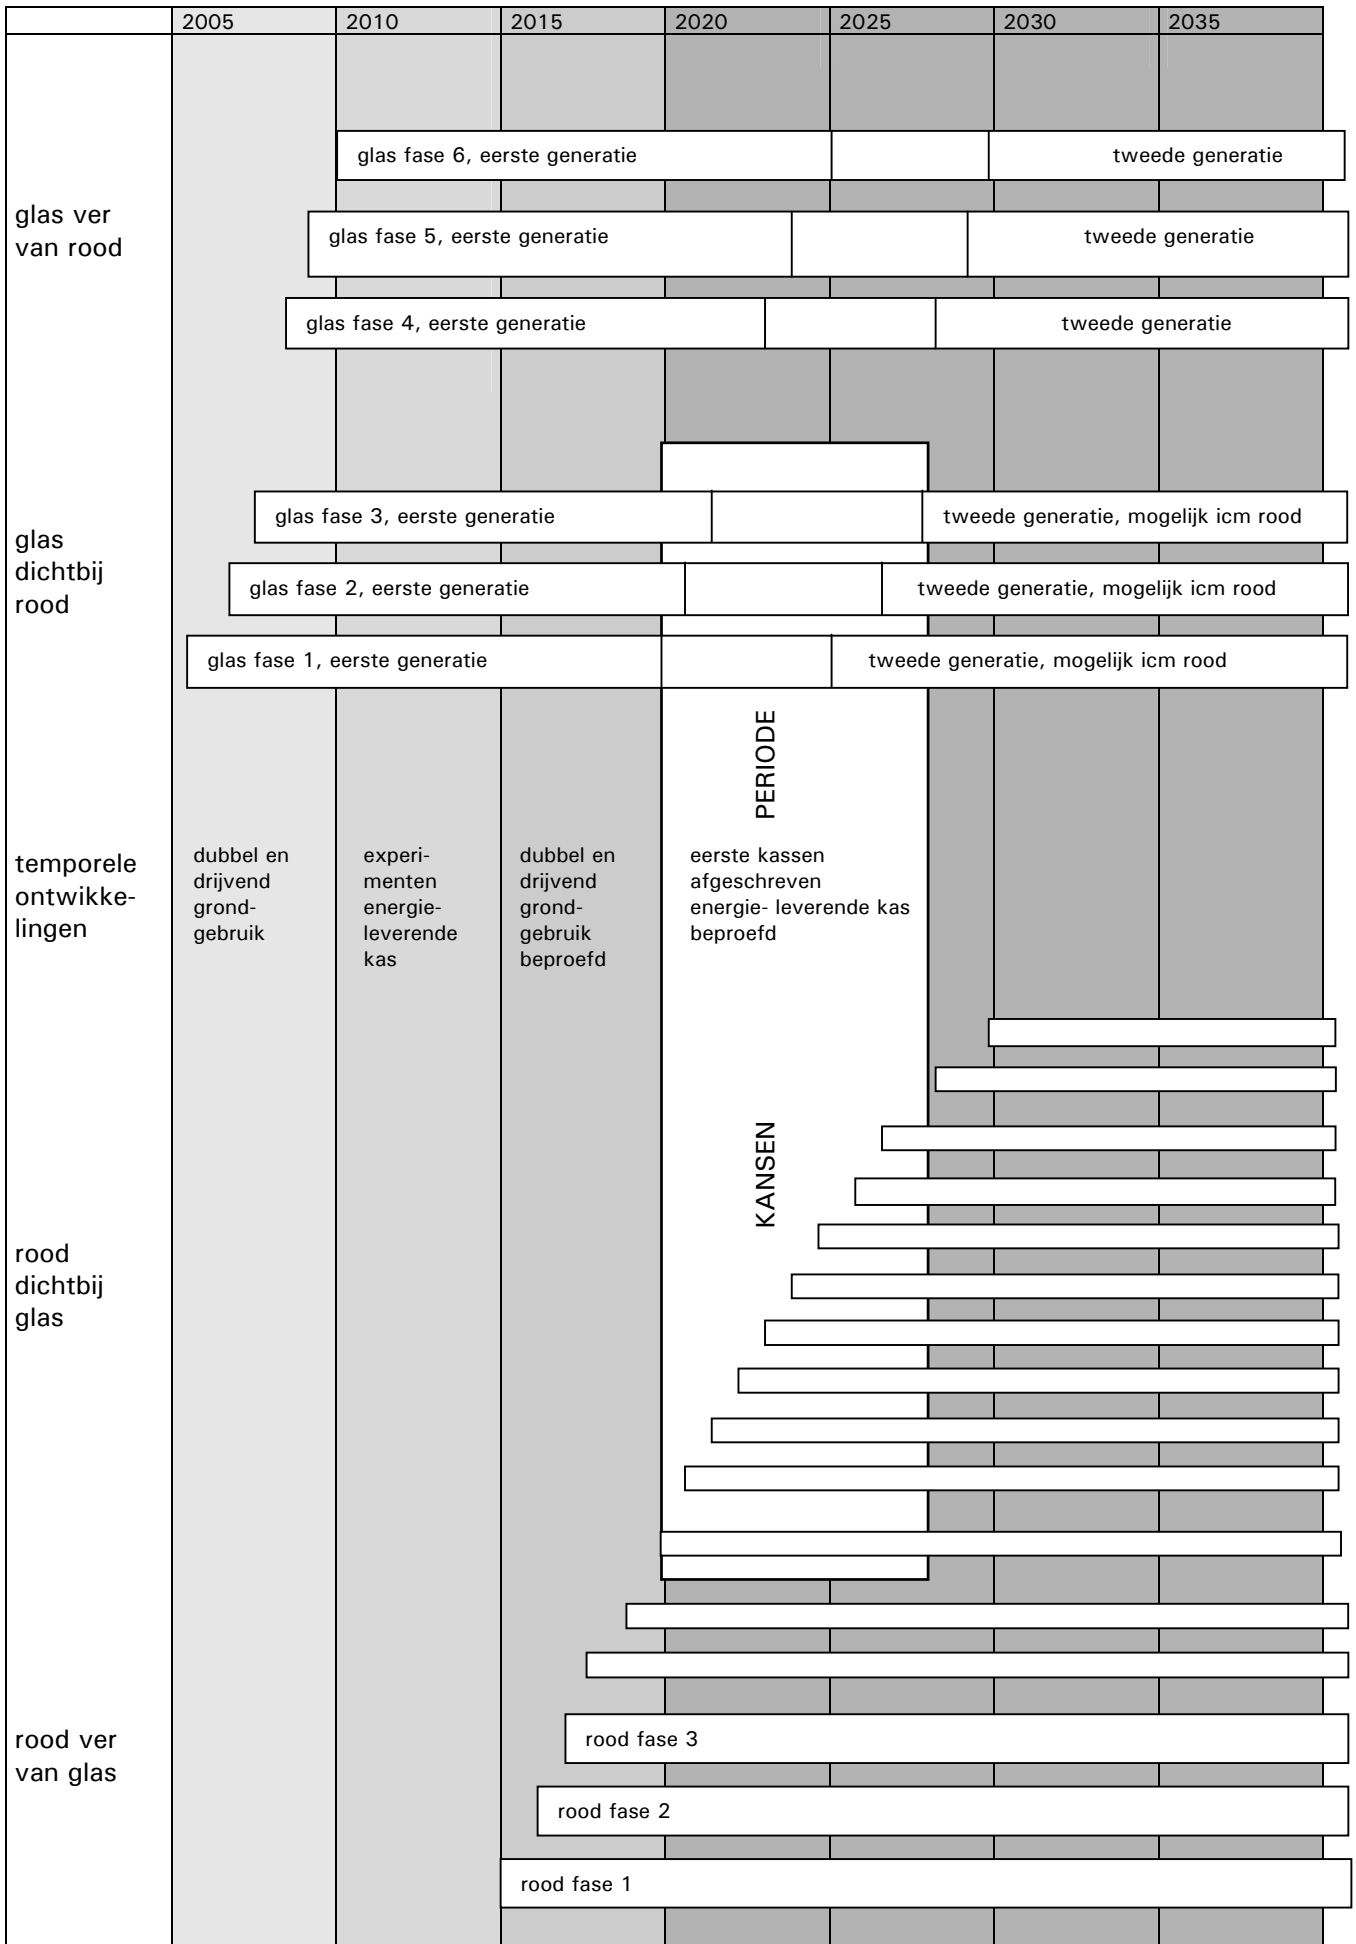 2005 2010 2015 2020 2025 2030 2035
glas fase 6, eerste generatie
tweede generatie
glas ver
van rood
glas fase 5, eerste generatie
tweede generatie
glas fase 4, eerste generatie
tweede generatie
glas
dichtbij
rood
glas fase 3, eerste generatie
tweede generatie, mogelijk icm rood
glas fase 2, eerste generatie
tweede generatie, mogelijk icm rood
glas fase 1, eerste generatie
tweede generatie, mogelijk icm rood
temporele
ontwikke-
lingen
dubbel en
drijvend
grond-
gebruik
experi-
menten
energie-
leverende
kas
dubbel en
drijvend
grond-
gebruik
beproefd
eerste kassen
afgeschreven
energie- leverende kas
beproefd
KANSEN PERIODE
rood
dichtbij
glas
rood ver
van glas
rood fase 3
rood fase 2
rood fase 1